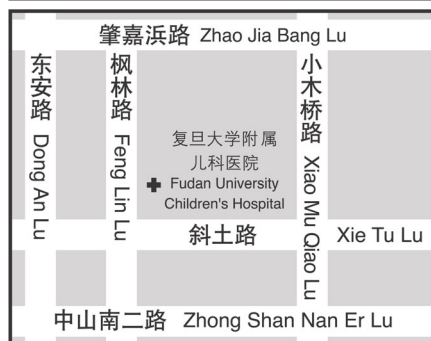 肇嘉浜路 Zhao Jia Bang Lu
东安路 Dong An Lu
枫林路 Feng Lin Lu
小木桥路 Xiao Mu Qiao Lu
复旦大学附属
儿科医院
Fudan University
Children's Hospital
斜土路 Xie Tu Lu
中山南二路 Zhong Shan Nan Er Lu